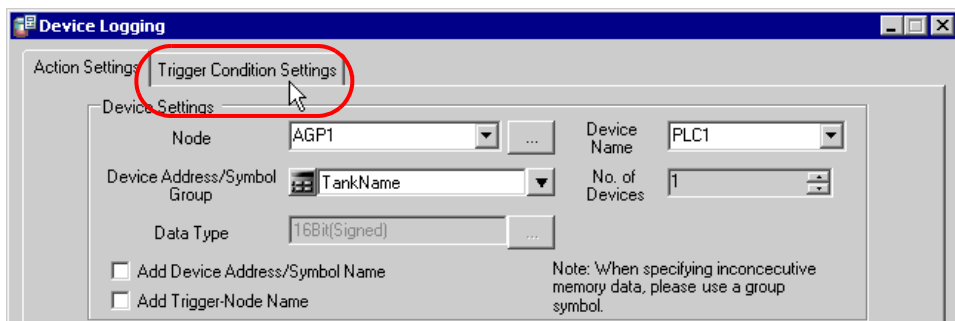 Device Logging
Action Settings
Trigger Condition Settings
Device Settings
Node
AGP1
...
Device
Name
PLC1
Device Address/Symbol
Group
TankName
No. of
Devices
1
Data Type
16Bit(Signed)
...
Add Device Address/Symbol Name
Add Trigger-Node Name
Note: When specifying inconcecutive
memory data, please use a group
symbol.